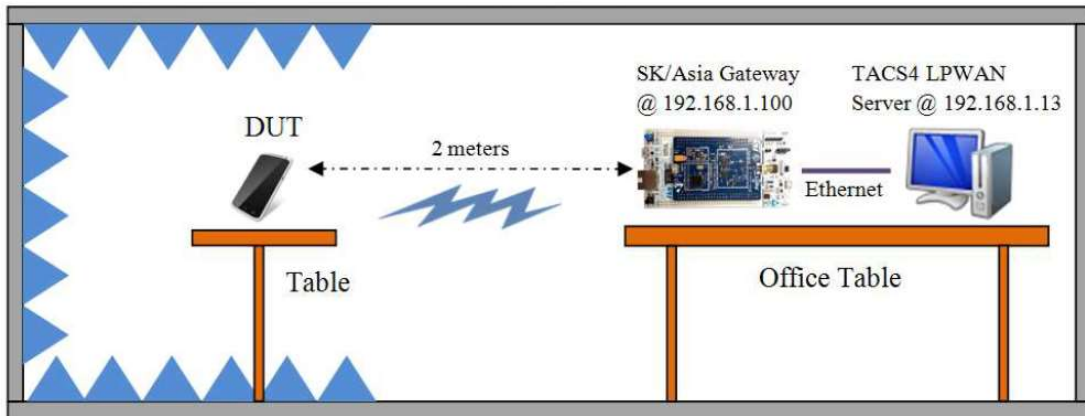 SK/Asia Gateway
@ 192.168.1.100
TACS4 LPWAN
Server @ 192.168.1.13
DUT
2 meters
Ethernet
Table
Office Table